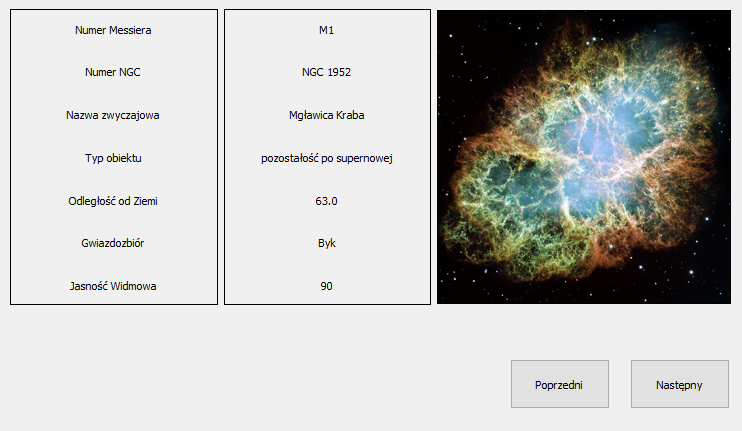 Numer Messiera M1
Numer NGC NGC 1952
Nazwa zwyczajowa Mgławica Kraba
Typ obiektu pozostałość po supernowej
Odległość od Ziemi 63.0
Gwiazdozbiór Byk
Jasność Widmowa 90
Poprzedni Następny